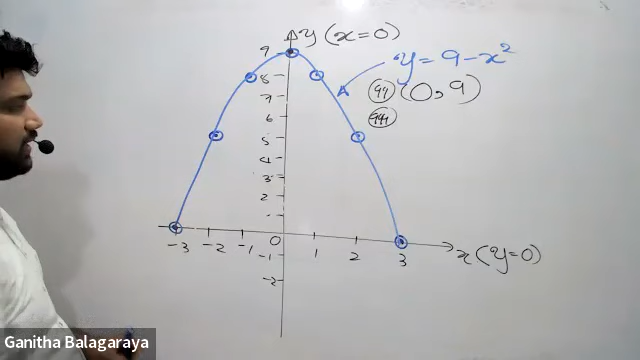 y (x=0)
y = 9 - x²
(0, 9)
9
8
7
6
5
4
3
2
1
0
-3 -2 -1 1 2 3
x (y=0)
-1
-2
Ganitha Balagaraya